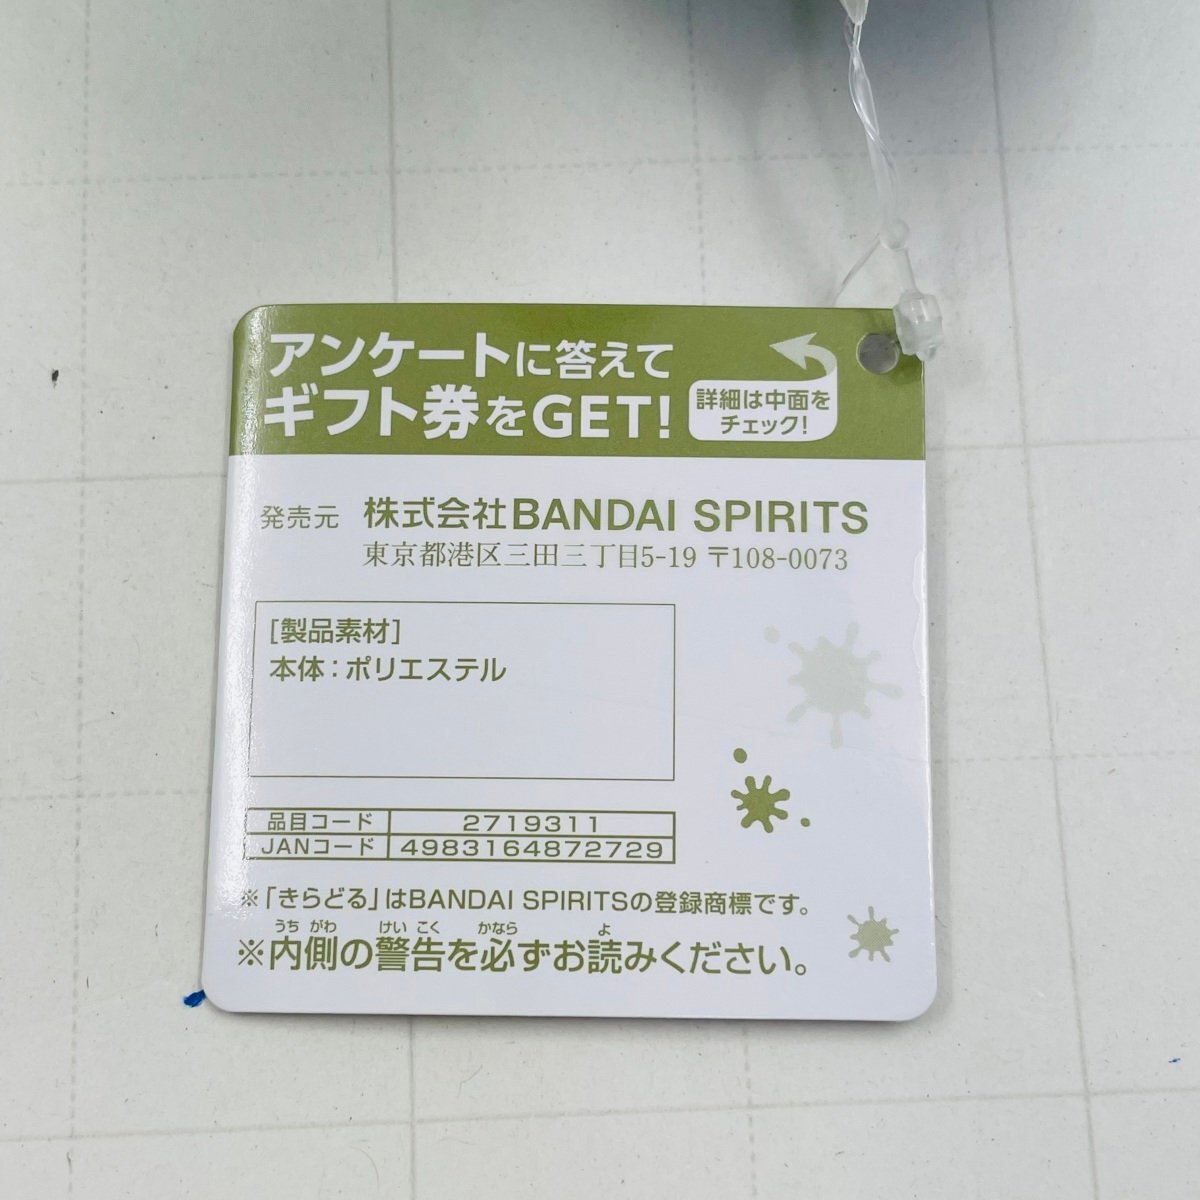 アンケートに答えて
ギフト券をGET!
詳細は中面を
チェック!
発売元 株式会社BANDAI SPIRITS
東京都港区三田三丁目5-19 〒108-0073
[製品素材]
本体:ポリエステル
品目コード 2719311
JANコード 4983164872729
※「きらどる」はBANDAI SPIRITSの登録商標です。
うち がわ けい こく かなら よ
※内側の警告を必ずお読みください。